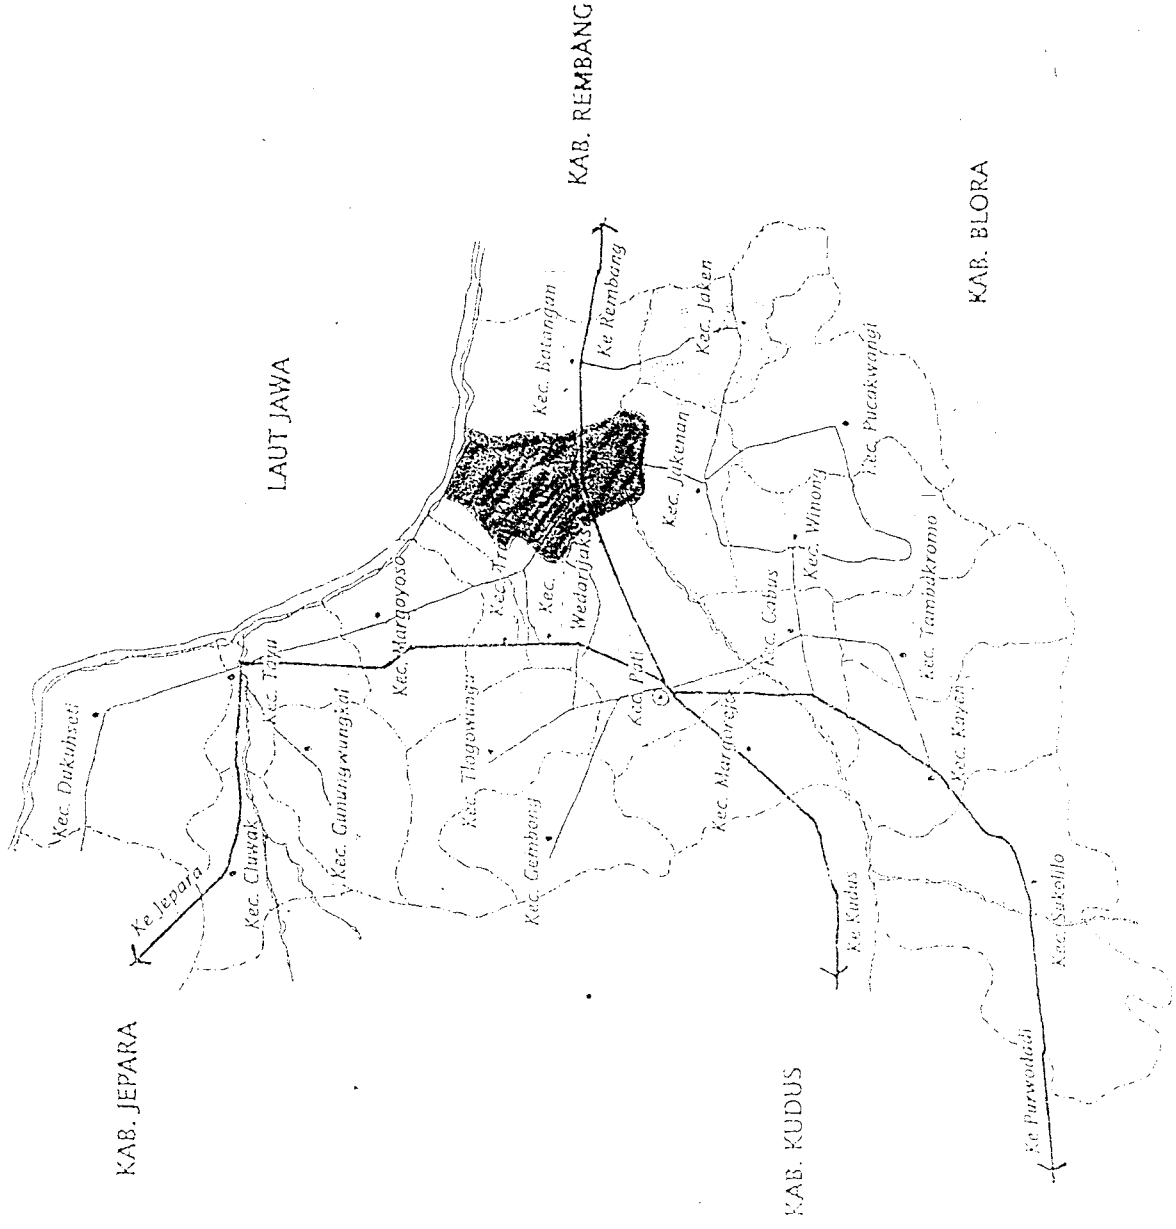 KAB. REMBANG
KAB. BLORA
LAUT JAWA
KAB. JEPARA
KAB. KUDUS
Ke Rembang
Kec. Batangan
Kec. Jaken
Kec. Jakenan
Kec. Pucakwangi
Kec. Winong
Kec. Tambakromo
Kec. Gabus
Kec. Kayen
Kec. Sukolilo
Ke Purwodadi
Kec. Pati
Kec. Margorejo
Ke Kudus
Kec.
Wedarijaks
Kec. Margoyoso
Kec. Tlogowungu
Kec. Gembong
Kec. Tayu
Kec. Gunungwungkal
Kec. Cluwak
Kec. Dukuhseti
Ke Jepara